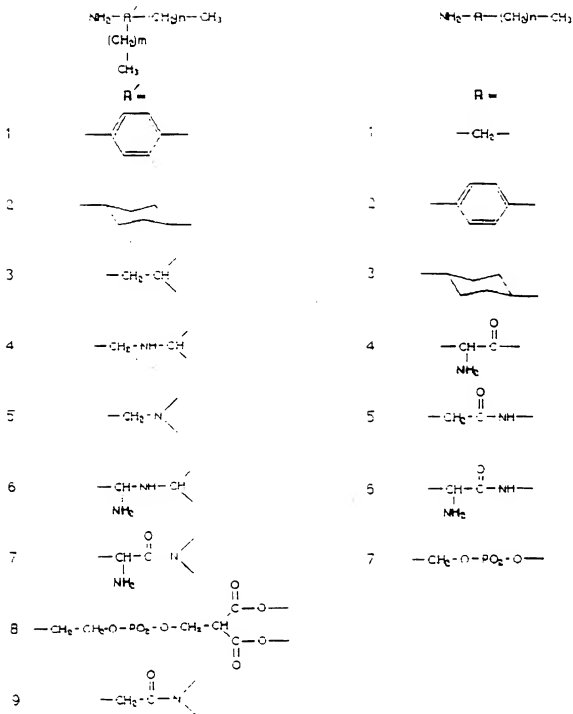 NH₂—R′—(CH₂)n—CH₃
(CH₂)m
CH₃
R′ =
1
2
3 —CH₂—CH
4 —CH₂—NH—CH
5 —CH₂—N
6 —CH—NH—CH
NH₂
7 —CH—C N
O
NH₂
8 —CH₂—CH₂—O—PO₂—O—CH₂—CH
O
C—O—
C—O—
O
9 —CH₂—C—N
O
NH₂—R—(CH₂)n—CH₃
R =
1 —CH₂—
2
3
4 —CH—C—
O
NH₂
5 —CH₂—C—NH—
O
6 —CH—C—NH—
O
NH₂
7 —CH₂—O—PO₂—O—